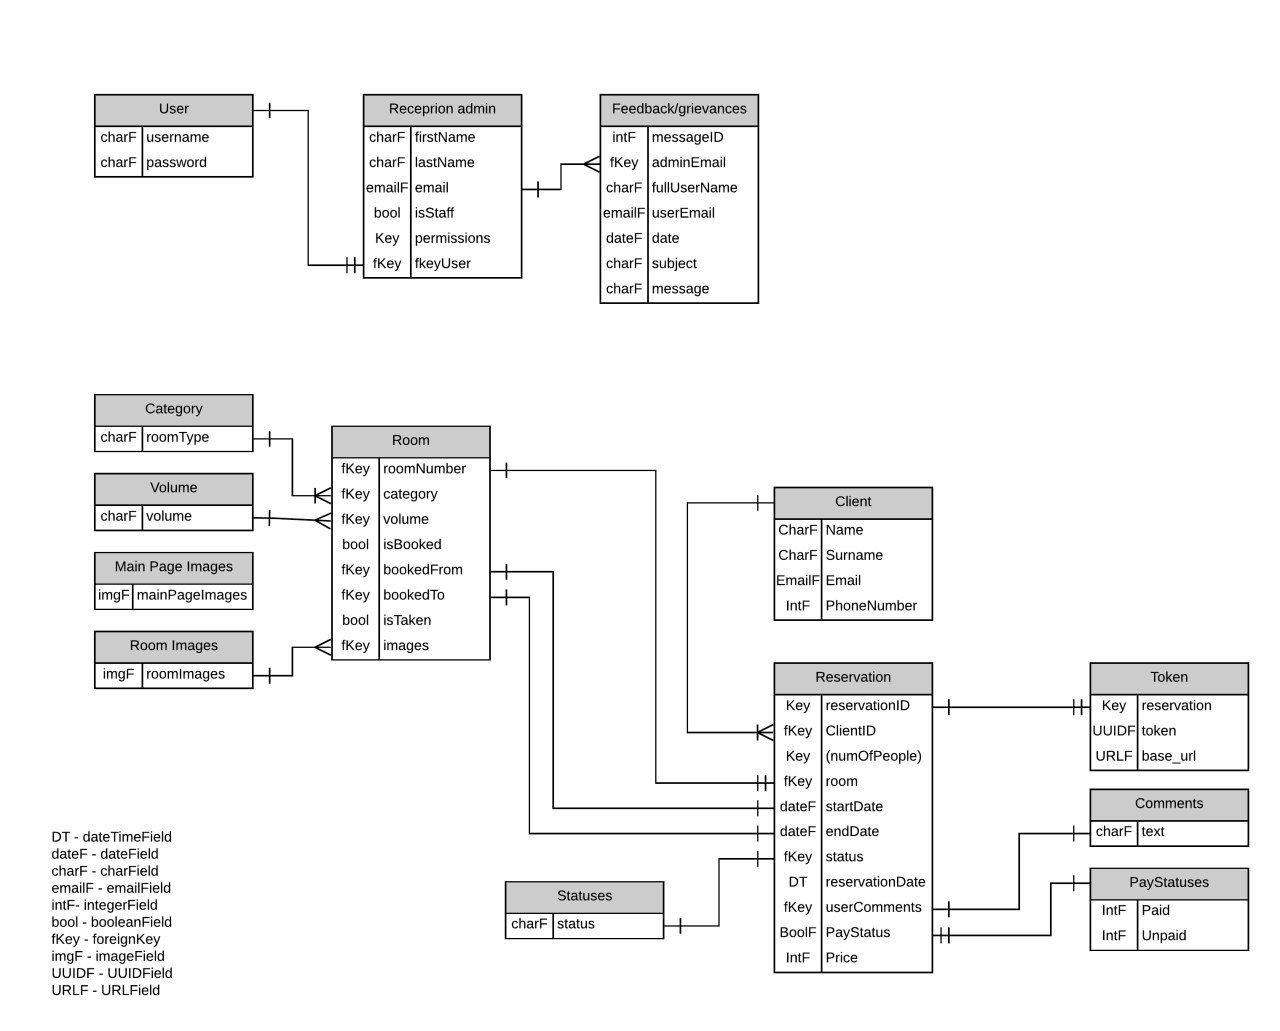 User
charF username
charF password
Receprion admin
charF firstName
charF lastName
emailF email
bool isStaff
Key permissions
fKey fkeyUser
Feedback/grievances
intF messageID
fKey adminEmail
charF fullUserName
emailF userEmail
dateF date
charF subject
charF message
Category
charF roomType
Volume
charF volume
Main Page Images
imgF mainPageImages
Room Images
imgF roomImages
Room
fKey roomNumber
fKey category
fKey volume
bool isBooked
fKey bookedFrom
fKey bookedTo
bool isTaken
fKey images
Client
CharF Name
CharF Surname
EmailF Email
IntF PhoneNumber
Reservation
Key reservationID
fKey ClientID
Key (numOfPeople)
fKey room
dateF startDate
dateF endDate
fKey status
DT reservationDate
fKey userComments
BoolF PayStatus
IntF Price
Token
Key reservation
UUIDF token
URLF base_url
Comments
charF text
PayStatuses
IntF Paid
IntF Unpaid
Statuses
charF status
DT - dateTimeField
dateF - dateField
charF - charField
emailF - emailField
intF- integerField
bool - booleanField
fKey - foreignKey
imgF - imageField
UUIDF - UUIDField
URLF - URLField